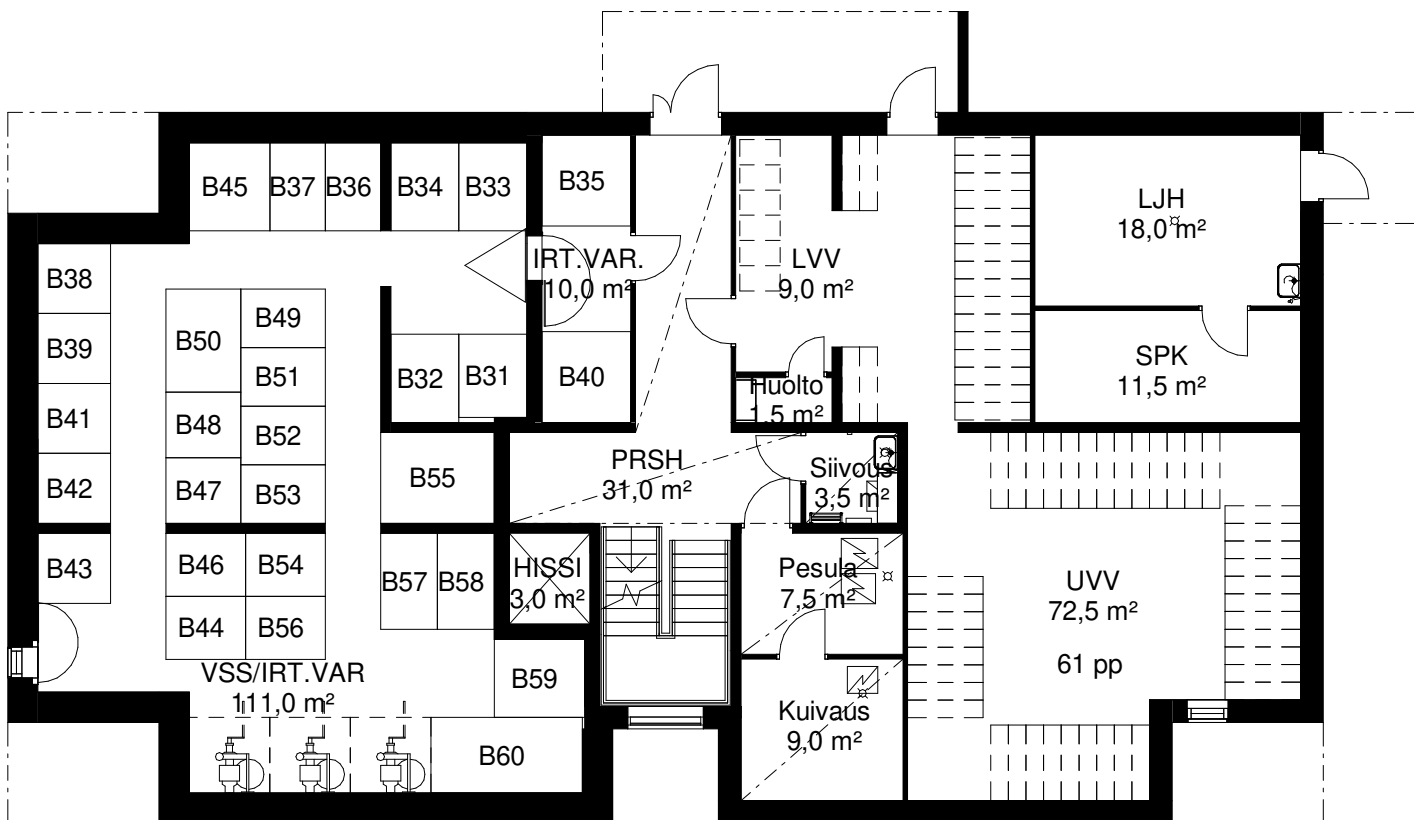 B45
B37
B36
B34
B33
B35
IRT.VAR.
10,0 m²
LVV
9,0 m²
LJH
18,0 m²
B38
B39
B41
B42
B43
B50
B49
B51
B48
B52
B47
B53
B32
B31
B40
Huolto
1,5 m²
SPK
11,5 m²
B55
PRSH
31,0 m²
Siivous
3,5 m²
B46
B54
B44
B56
B57
B58
HISSI
3,0 m²
Pesula
7,5 m²
UVV
72,5 m²
61 pp
VSS/IRT.VAR
111,0 m²
B59
B60
Kuivaus
9,0 m²